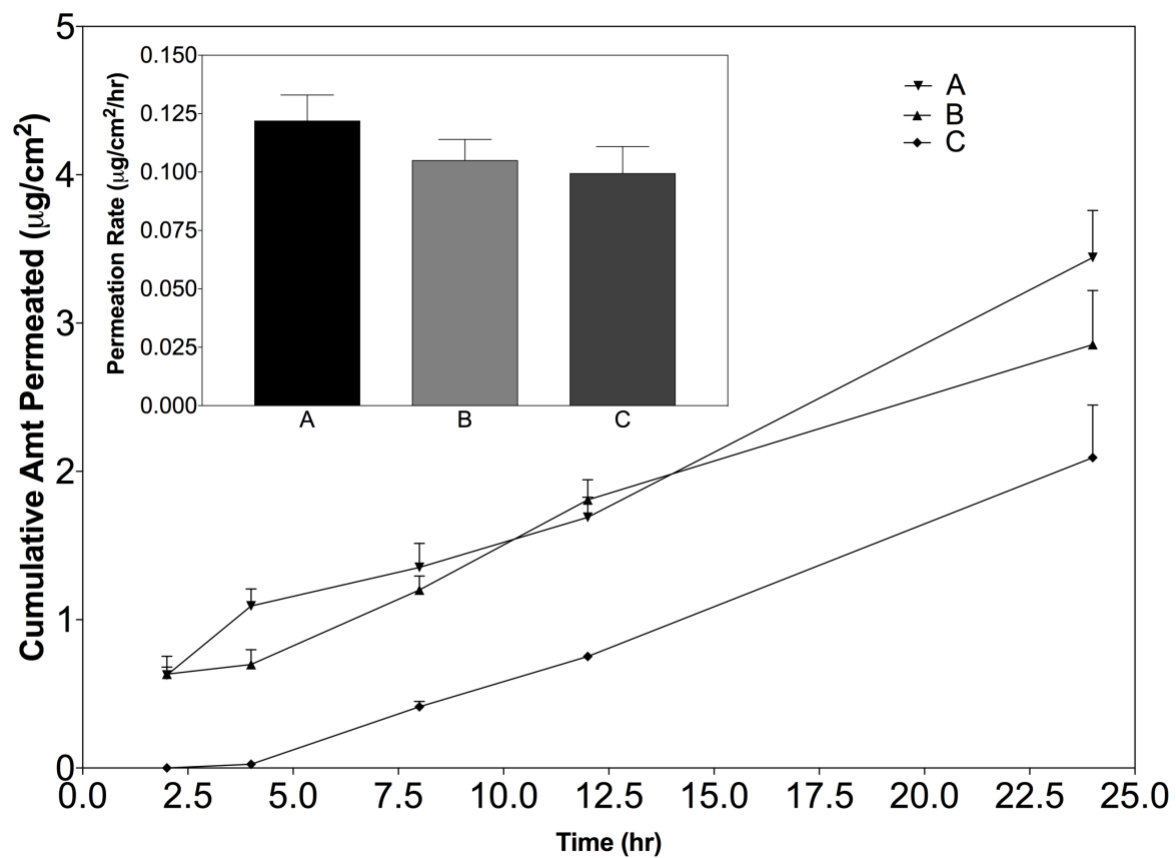 Cumulative Amt Permeated (μg/cm²)
5
4
3
2
1
0
0.0 2.5 5.0 7.5 10.0 12.5 15.0 17.5 20.0 22.5 25.0
Time (hr)
Permeation Rate (μg/cm²/hr)
0.150
0.125
0.100
0.075
0.050
0.025
0.000
A B C
A
B
C